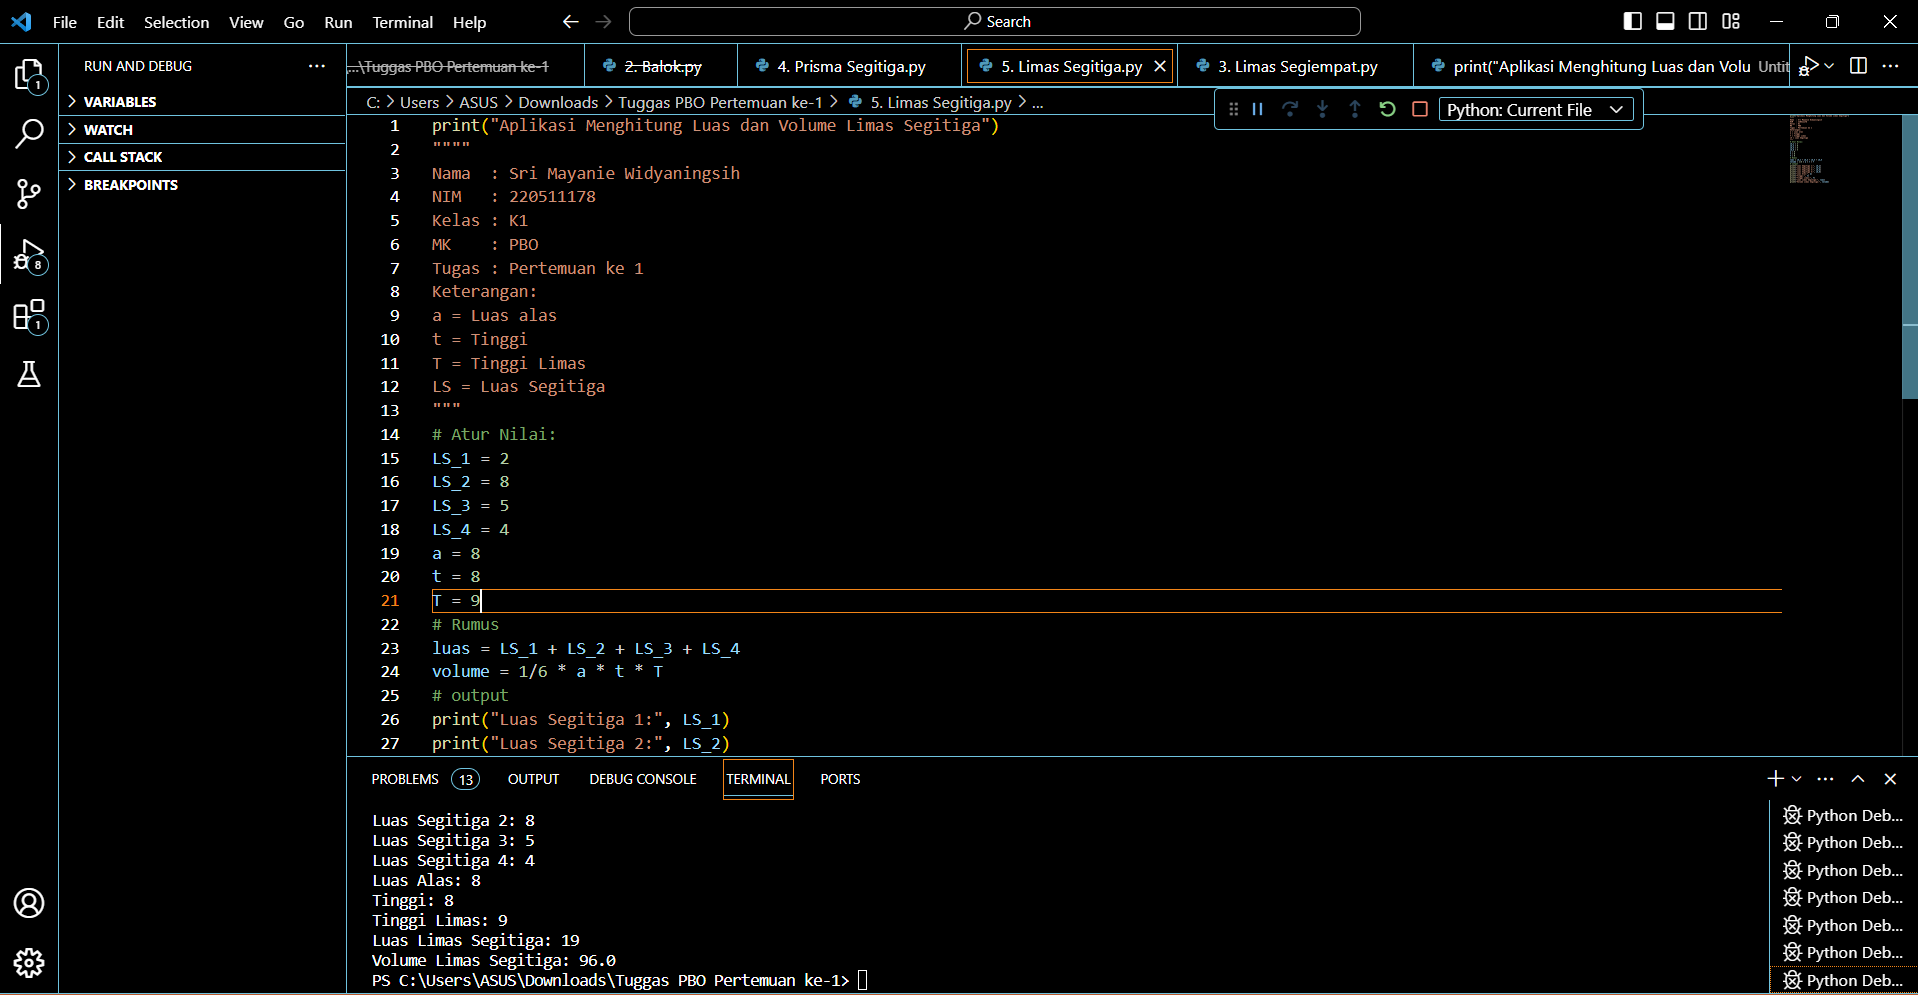 File Edit Selection View Go Run Terminal Help
Search
RUN AND DEBUG
...\Tuggas PBO Pertemuan ke-1
2. Balok.py
4. Prisma Segitiga.py
5. Limas Segitiga.py
3. Limas Segiempat.py
print("Aplikasi Menghitung Luas dan Volu Untit
VARIABLES
WATCH
CALL STACK
BREAKPOINTS
1
8
1
C: > Users > ASUS > Downloads > Tuggas PBO Pertemuan ke-1 > 5. Limas Segitiga.py > ...
Python: Current File
1 print("Aplikasi Menghitung Luas dan Volume Limas Segitiga")
2 """"
3 Nama  : Sri Mayanie Widyaningsih
4 NIM   : 220511178
5 Kelas : K1
6 MK    : PBO
7 Tugas : Pertemuan ke 1
8 Keterangan:
9 a = Luas alas
10 t = Tinggi
11 T = Tinggi Limas
12 LS = Luas Segitiga
13 """
14 # Atur Nilai:
15 LS_1 = 2
16 LS_2 = 8
17 LS_3 = 5
18 LS_4 = 4
19 a = 8
20 t = 8
21 T = 9
22 # Rumus
23 luas = LS_1 + LS_2 + LS_3 + LS_4
24 volume = 1/6 * a * t * T
25 # output
26 print("Luas Segitiga 1:", LS_1)
27 print("Luas Segitiga 2:", LS_2)
PROBLEMS 13 OUTPUT DEBUG CONSOLE TERMINAL PORTS
Luas Segitiga 2: 8
Luas Segitiga 3: 5
Luas Segitiga 4: 4
Luas Alas: 8
Tinggi: 8
Tinggi Limas: 9
Luas Limas Segitiga: 19
Volume Limas Segitiga: 96.0
PS C:\Users\ASUS\Downloads\Tuggas PBO Pertemuan ke-1>
Python Deb...
Python Deb...
Python Deb...
Python Deb...
Python Deb...
Python Deb...
Python Deb...